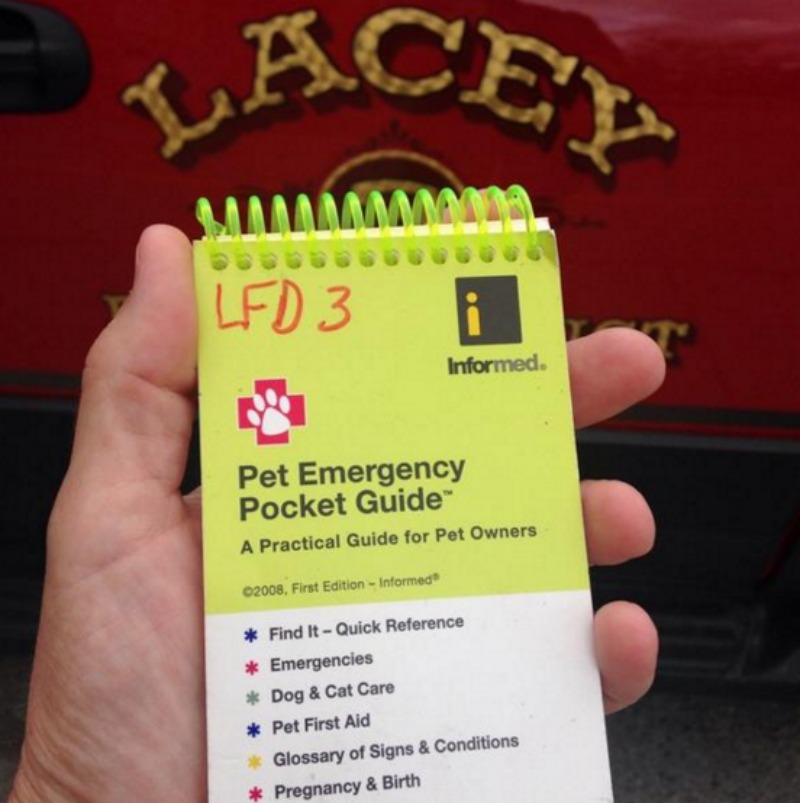 LACEY
LFD 3
i
Informed®
Pet Emergency
Pocket Guide™
A Practical Guide for Pet Owners
©2008, First Edition – Informed®
* Find It – Quick Reference
* Emergencies
* Dog & Cat Care
* Pet First Aid
* Glossary of Signs & Conditions
* Pregnancy & Birth